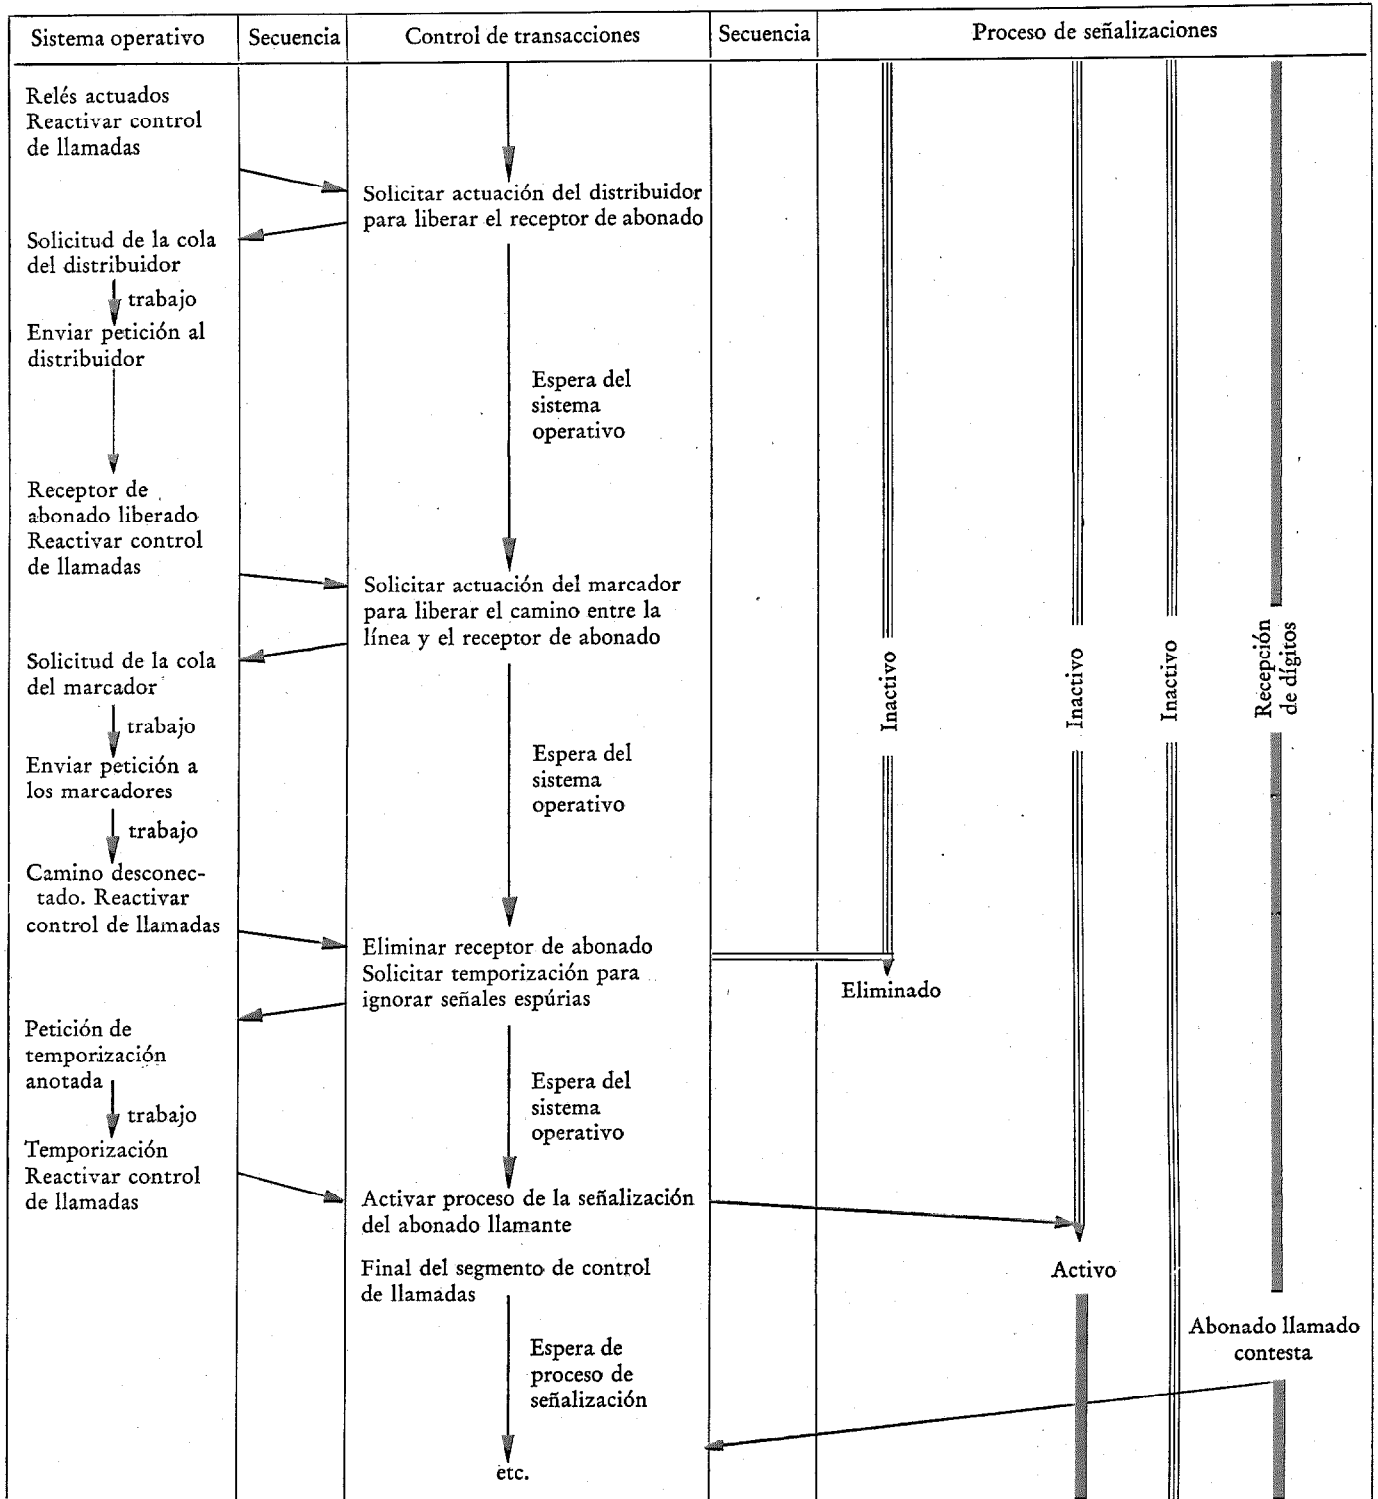 Sistema operativo
Secuencia
Control de transacciones
Secuencia
Proceso de señalizaciones
Relés actuados
Reactivar control
de llamadas
Solicitar actuación del distribuidor
para liberar el receptor de abonado
Solicitud de la cola
del distribuidor
trabajo
Enviar petición al
distribuidor
Espera del
sistema
operativo
Receptor de
abonado liberado
Reactivar control
de llamadas
Solicitar actuación del marcador
para liberar el camino entre la
línea y el receptor de abonado
Solicitud de la cola
del marcador
trabajo
Enviar petición a
los marcadores
trabajo
Espera del
sistema
operativo
Inactivo
Inactivo
Inactivo
Recepción
de dígitos
Camino desconec-
tado. Reactivar
control de llamadas
Eliminar receptor de abonado
Solicitar temporización para
ignorar señales espúrias
Eliminado
Petición de
temporización
anotada
trabajo
Espera del
sistema
operativo
Temporización
Reactivar control
de llamadas
Activar proceso de la señalización
del abonado llamante
Final del segmento de control
de llamadas
Activo
Espera de
proceso de
señalización
Abonado llamado
contesta
etc.